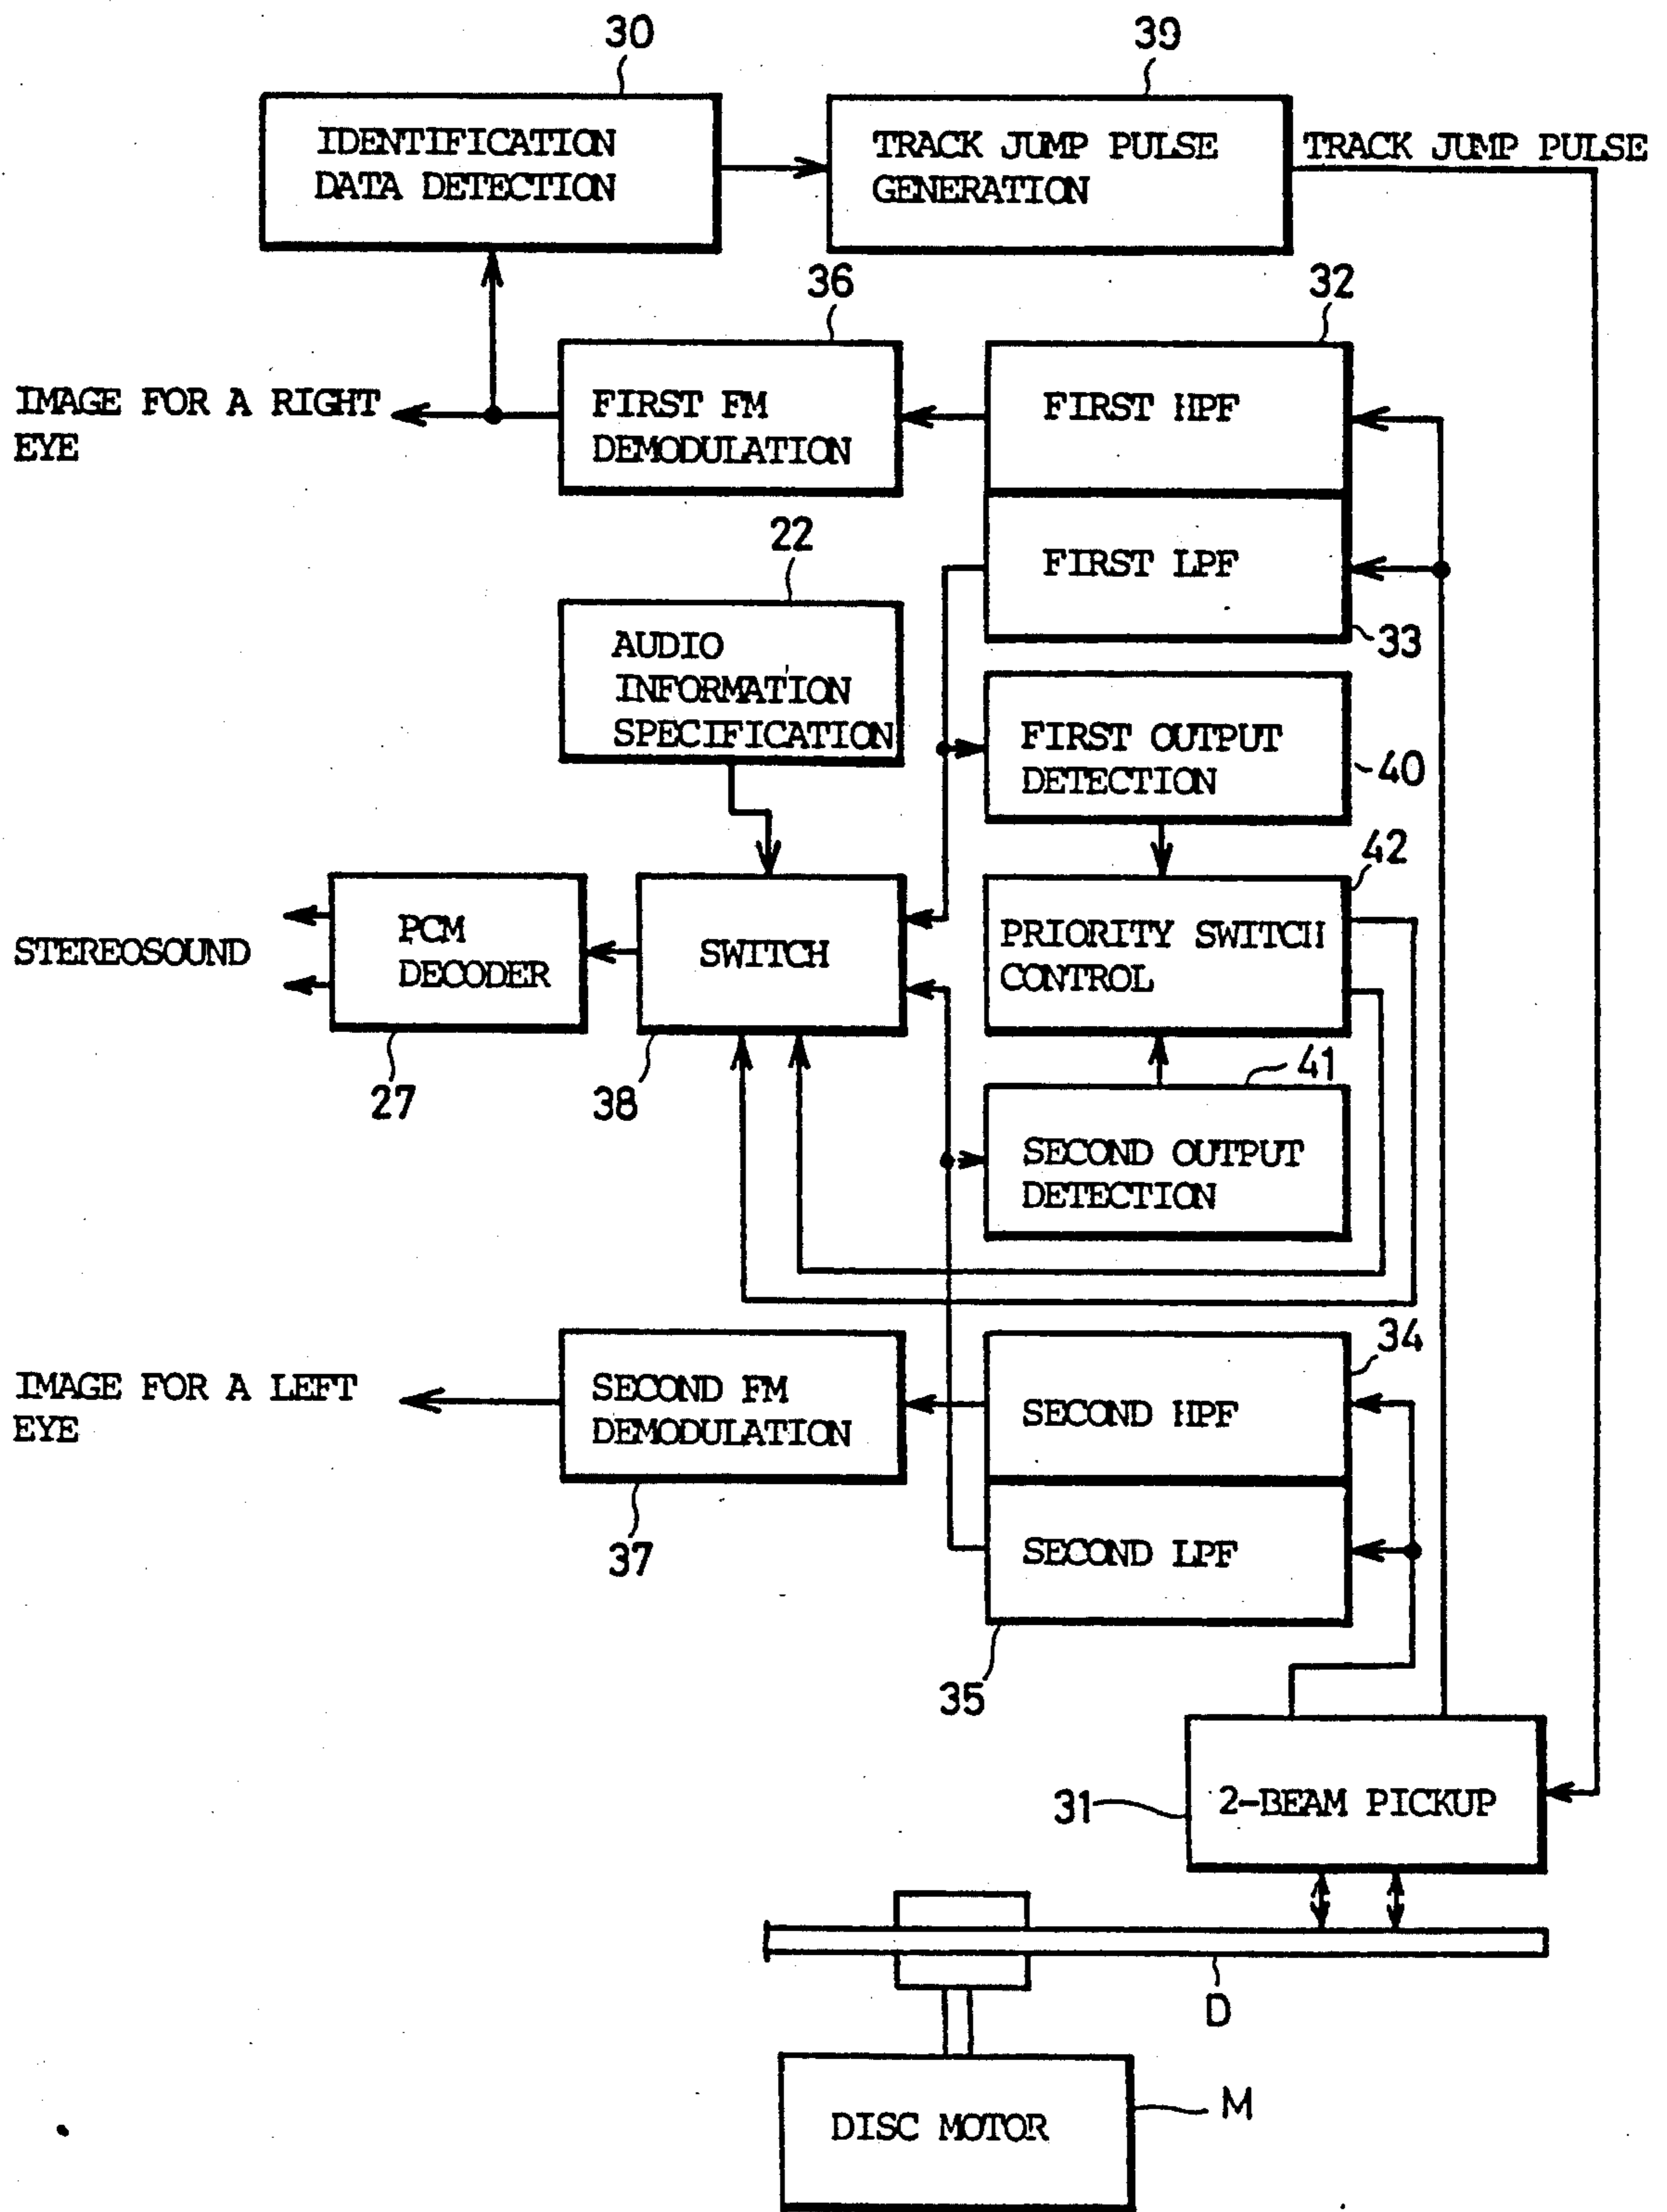 30
39
IDENTIFICATION
DATA DETECTION
TRACK JUMP PULSE
GENERATION
TRACK JUMP PULSE
36
32
IMAGE FOR A RIGHT
EYE
FIRST FM
DEMODULATION
FIRST HPF
22
FIRST LPF
33
AUDIO
INFORMATION
SPECIFICATION
FIRST OUTPUT
DETECTION
40
42
STEREOSOUND
PCM
DECODER
SWITCH
PRIORITY SWITCH
CONTROL
27
38
41
SECOND OUTPUT
DETECTION
34
IMAGE FOR A LEFT
EYE
SECOND FM
DEMODULATION
SECOND HPF
37
SECOND LPF
35
31
2-BEAM PICKUP
D
DISC MOTOR
M